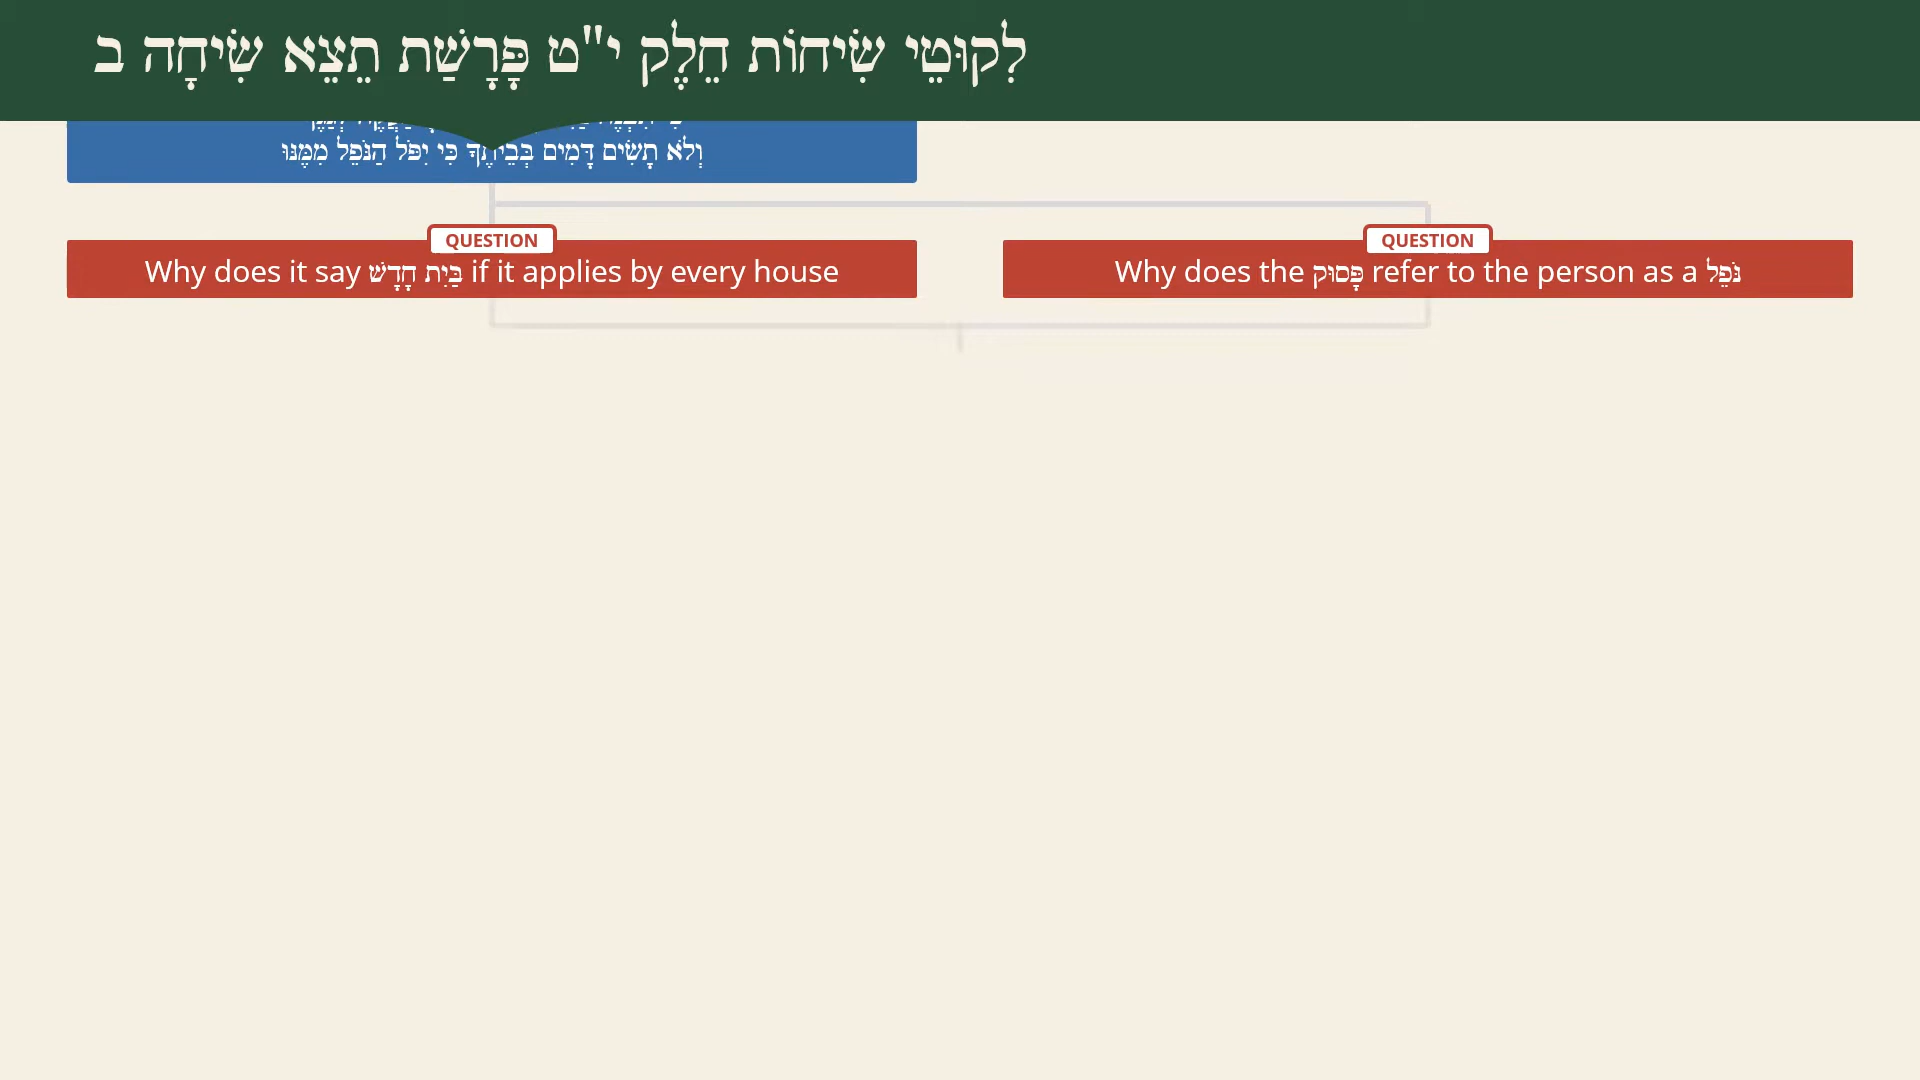 לִקוּטֵי שִׂיחוֹת חֵלֶק י"ט פָּרָשַׁת תֵצֵא שִׂיחָה ב
וְלֹא תָשִׂים דָּמִים בְּבֵיתֶךָ כִּי יִפֹּל הַנֹּפֵל מִמֶּנּוּ
QUESTION
Why does it say בַּיִת חָדָשׁ if it applies by every house
QUESTION
Why does the פָּסוּק refer to the person as a נֹּפֵל